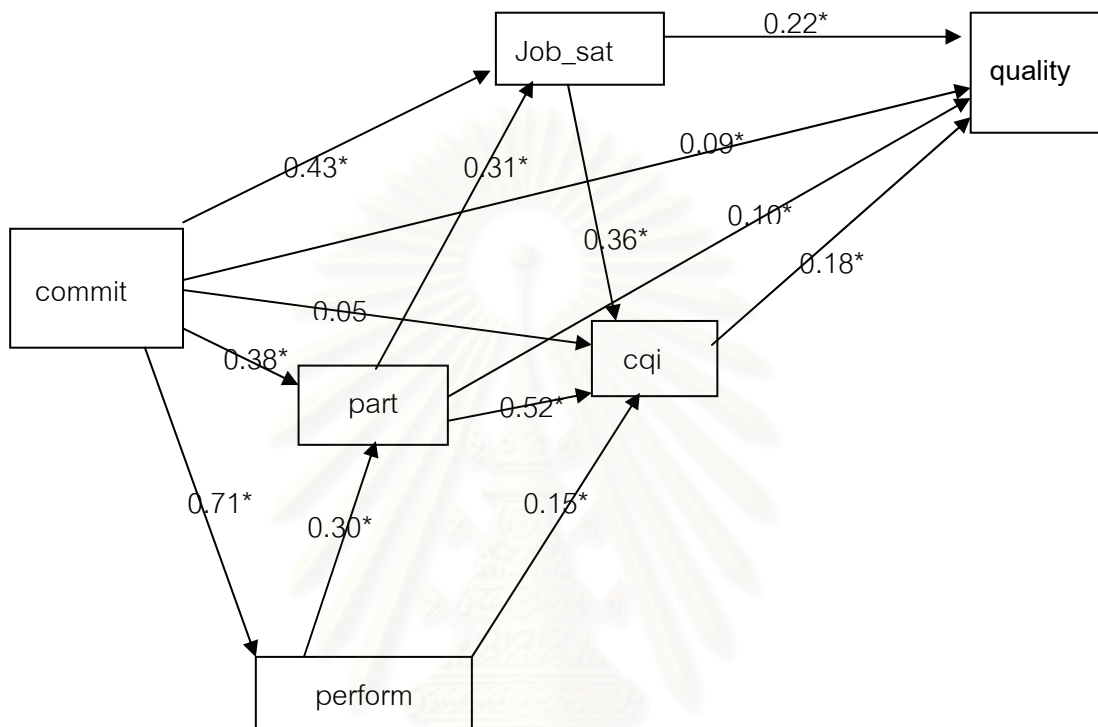 0.22*
Job_sat
quality
0.09*
0.43*
0.31*
0.10*
0.36*
0.18*
commit
0.05
cqi
0.38*
part
0.52*
0.71*
0.30*
0.15*
perform